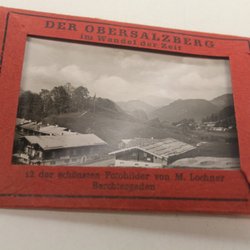 DER OBERSALZBERG
im Wandel der Zeit
12 der schönsten Fotobilder von M. Lochner
Berchtesgaden